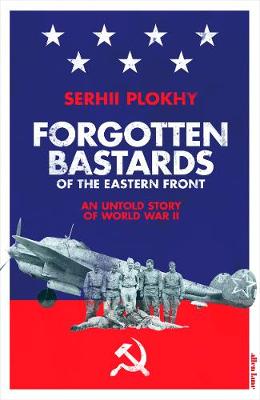 SERHII PLOKHY
FORGOTTEN
BASTARDS
OF THE EASTERN FRONT
AN UNTOLD STORY
OF WORLD WAR II
allen lane